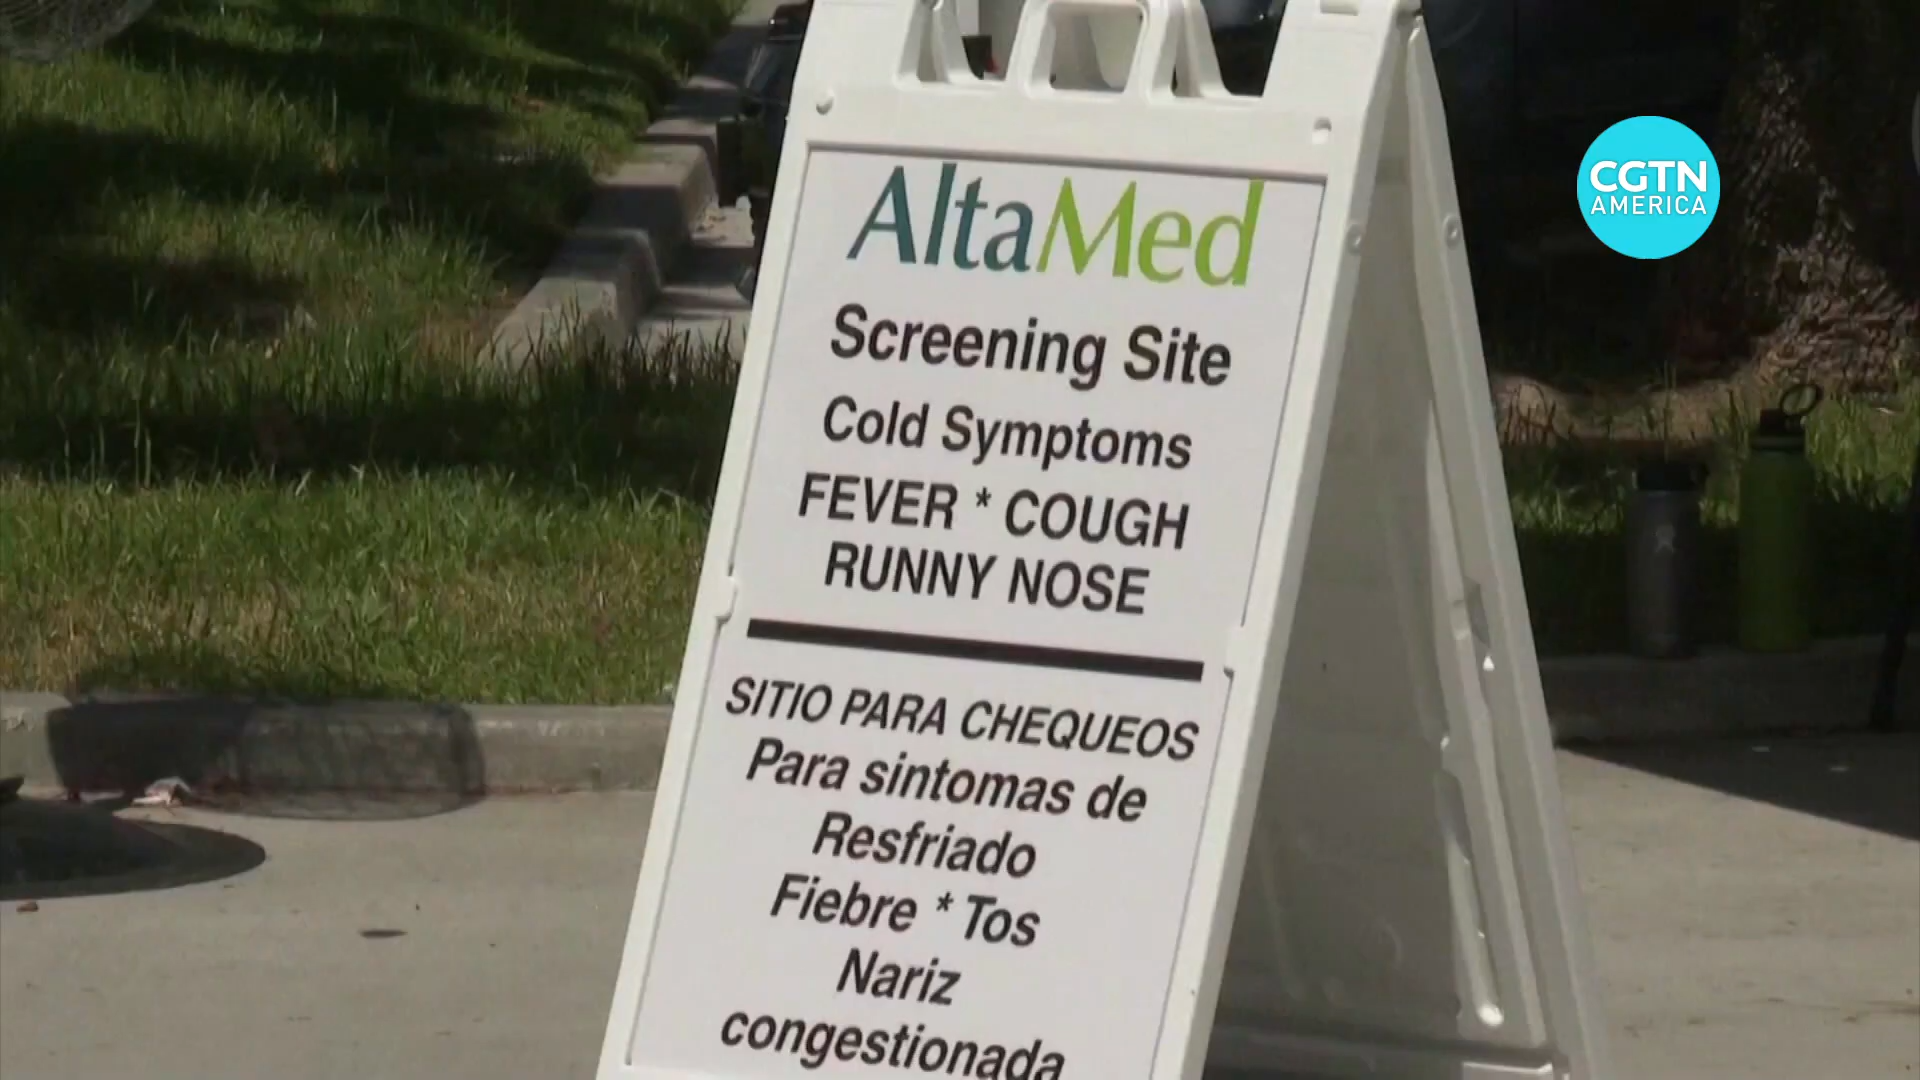 AltaMed
Screening Site
Cold Symptoms
FEVER * COUGH
RUNNY NOSE
SITIO PARA CHEQUEOS
Para sintomas de
Resfriado
Fiebre * Tos
Nariz
congestionada
CGTN
AMERICA